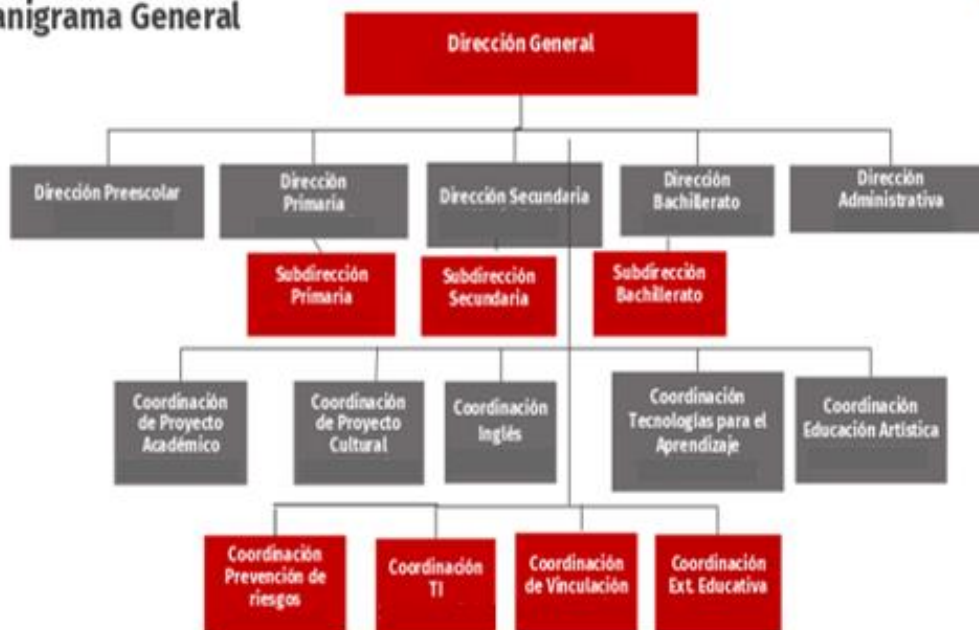 anigrama General
Dirección General
Dirección Preescolar
Dirección
Primaria
Dirección Secundaria
Dirección
Bachillerato
Dirección
Administrativa
Subdirección
Primaria
Subdirección
Secundaria
Subdirección
Bachillerato
Coordinación
de Proyecto
Académico
Coordinación
de Proyecto
Cultural
Coordinación
Inglés
Coordinación
Tecnologías para el
Aprendizaje
Coordinación
Educación Artística
Coordinación
Prevención de
riesgos
Coordinación
TI
Coordinación
de Vinculación
Coordinación
Ext. Educativa